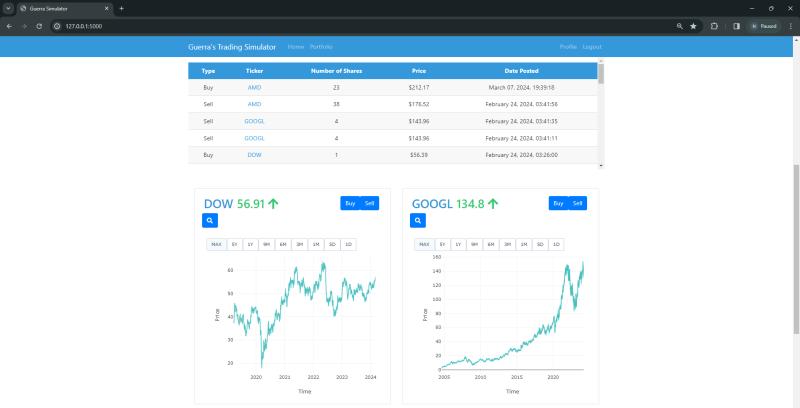 Guerra Simulator
127.0.0.1:5000
Paused
Guerra's Trading Simulator Home Portfolio Profile Logout
Type Ticker Number of Shares Price Date Posted
Buy AMD 23 $212.17 March 07, 2024, 19:39:18
Sell AMD 38 $176.52 February 24, 2024, 03:41:56
Sell GOOGL 4 $143.96 February 24, 2024, 03:41:35
Sell GOOGL 4 $143.96 February 24, 2024, 03:41:11
Buy DOW 1 $56.39 February 24, 2024, 03:26:00
DOW 56.91 Buy Sell
MAX 5Y 1Y 9M 6M 3M 1M 5D 1D
60
50
40
30
20
Price
2020 2021 2022 2023 2024
Time
GOOGL 134.8 Buy Sell
MAX 5Y 1Y 9M 6M 3M 1M 5D 1D
160
140
120
100
80
60
40
20
0
Price
2005 2010 2015 2020
Time